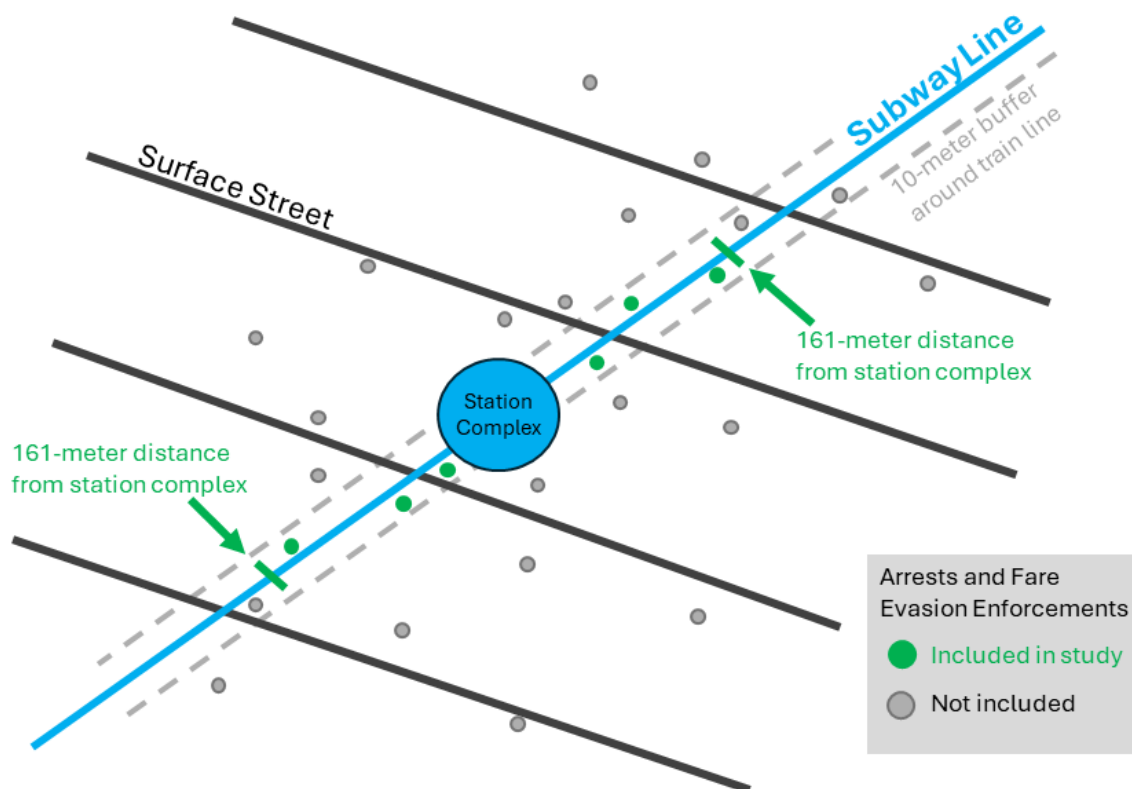 Subway Line
10-meter buffer
around train line
Surface Street
161-meter distance
from station complex
Station
Complex
161-meter distance
from station complex
Arrests and Fare
Evasion Enforcements
Included in study
Not included